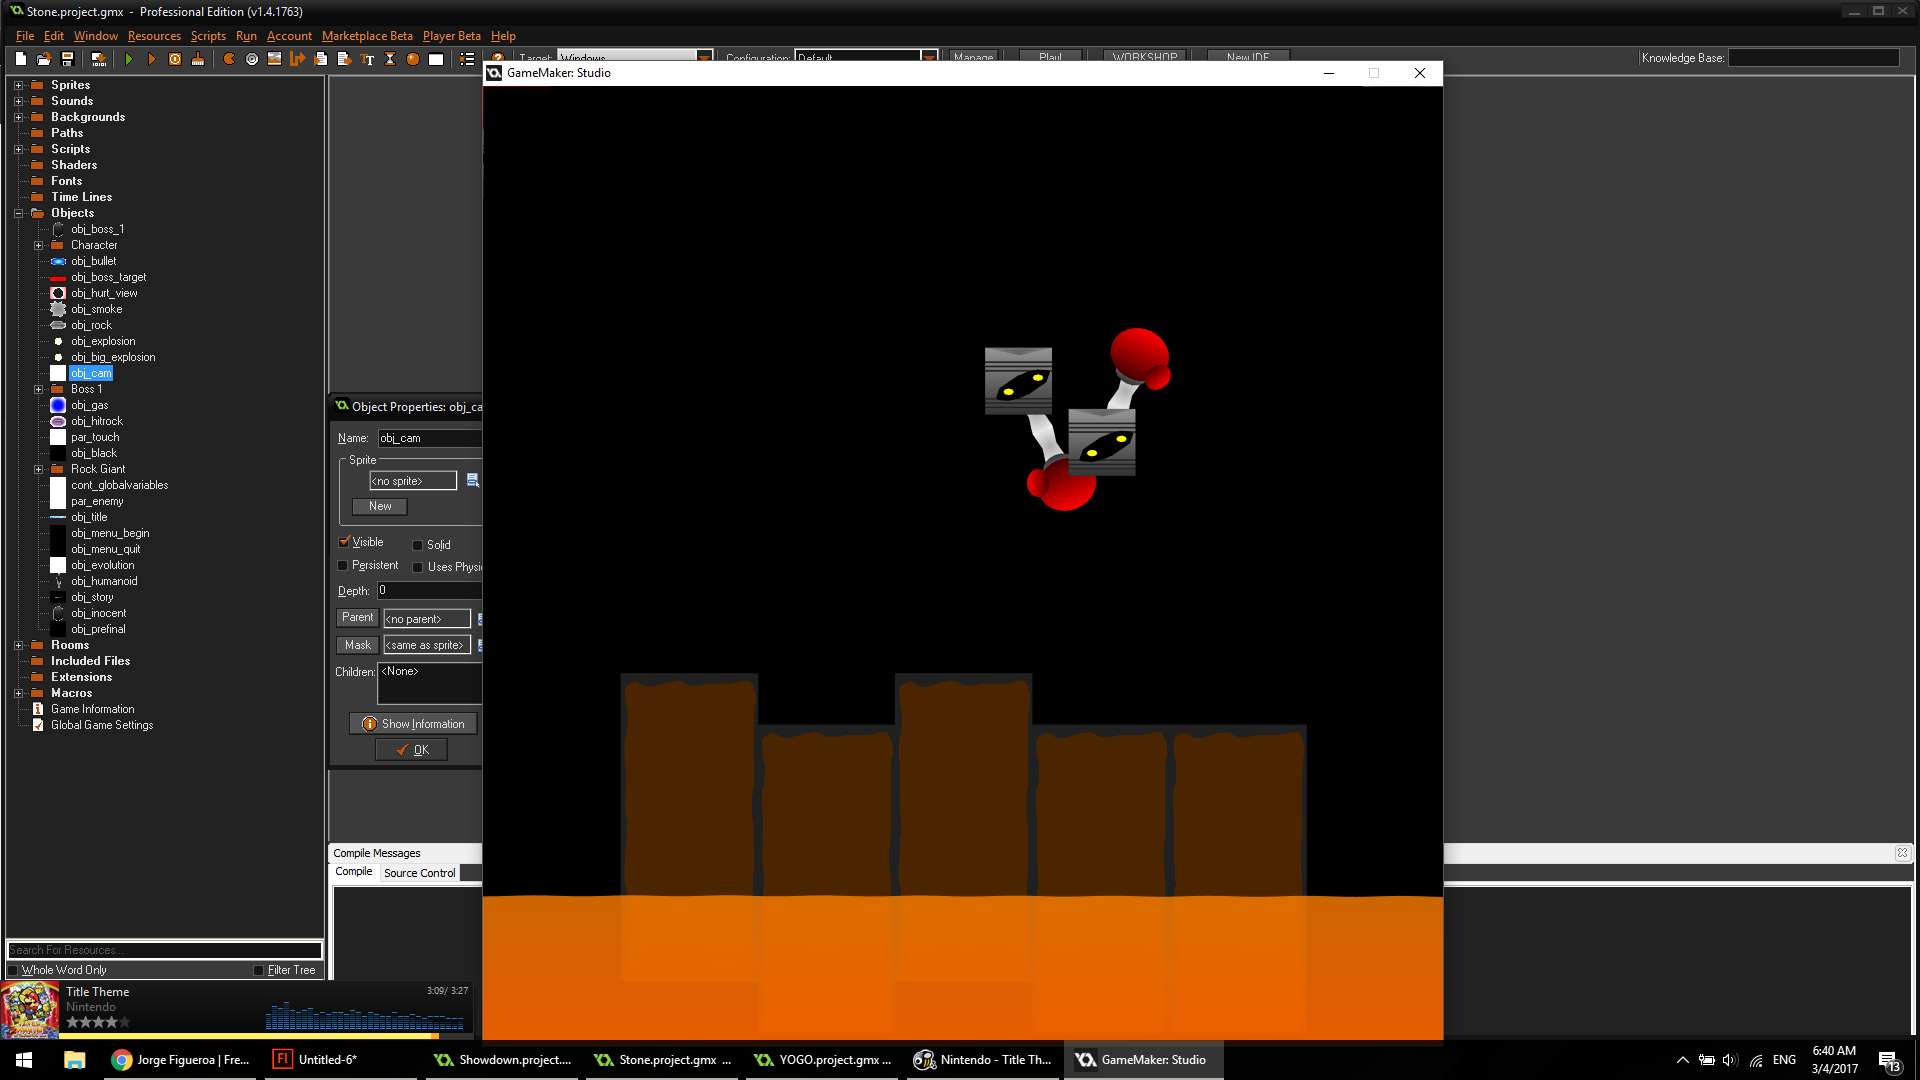 Stone.project.gmx - Professional Edition (v1.4.1763)
File Edit Window Resources Scripts Run Account Marketplace Beta Player Beta Help
Target: Windows Configuration: Default Manage Play! WORKSHOP New IDE Knowledge Base:
GameMaker: Studio
Sprites
Sounds
Backgrounds
Paths
Scripts
Shaders
Fonts
Time Lines
Objects
obj_boss_1
Character
obj_bullet
obj_boss_target
obj_hurt_view
obj_smoke
obj_rock
obj_explosion
obj_big_explosion
obj_cam
Boss 1
obj_gas
obj_hitrock
par_touch
obj_black
Rock Giant
cont_globalvariables
par_enemy
obj_title
obj_menu_begin
obj_menu_quit
obj_evolution
obj_humanoid
obj_story
obj_inocent
obj_prefinal
Rooms
Included Files
Extensions
Macros
Game Information
Global Game Settings
Search For Resources...
Whole Word Only Filter Tree
Object Properties: obj_ca
Name: obj_cam
Sprite
<no sprite>
New
Visible Solid
Persistent Uses Physi
Depth: 0
Parent <no parent>
Mask <same as sprite>
Children: <None>
Show Information
OK
Compile Messages
Compile Source Control
Title Theme 3:09/ 3:27
Nintendo
Jorge Figueroa | Fre... Untitled-6* Showdown.project.... Stone.project.gmx ... YOGO.project.gmx ... Nintendo - Title Th... GameMaker: Studio ENG
6:40 AM
3/4/2017
13